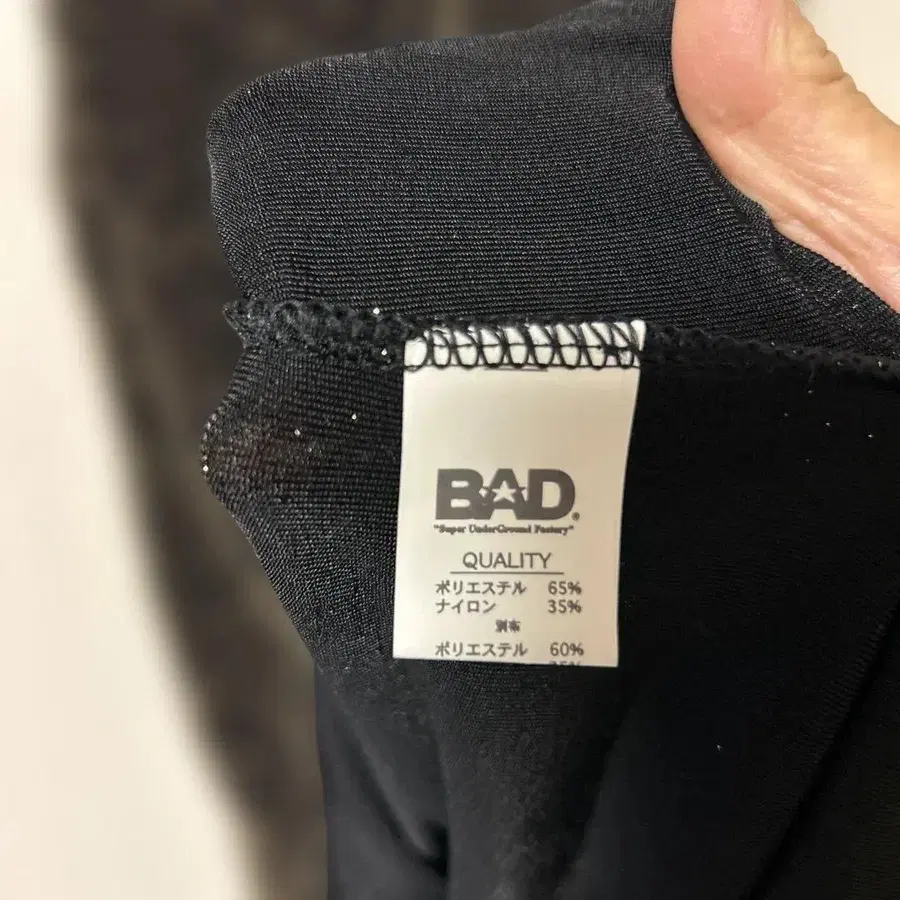 BAD®
"Super UnderGround Factory"
QUALITY
ポリエステル 65%
ナイロン 35%
別布
ポリエステル 60%